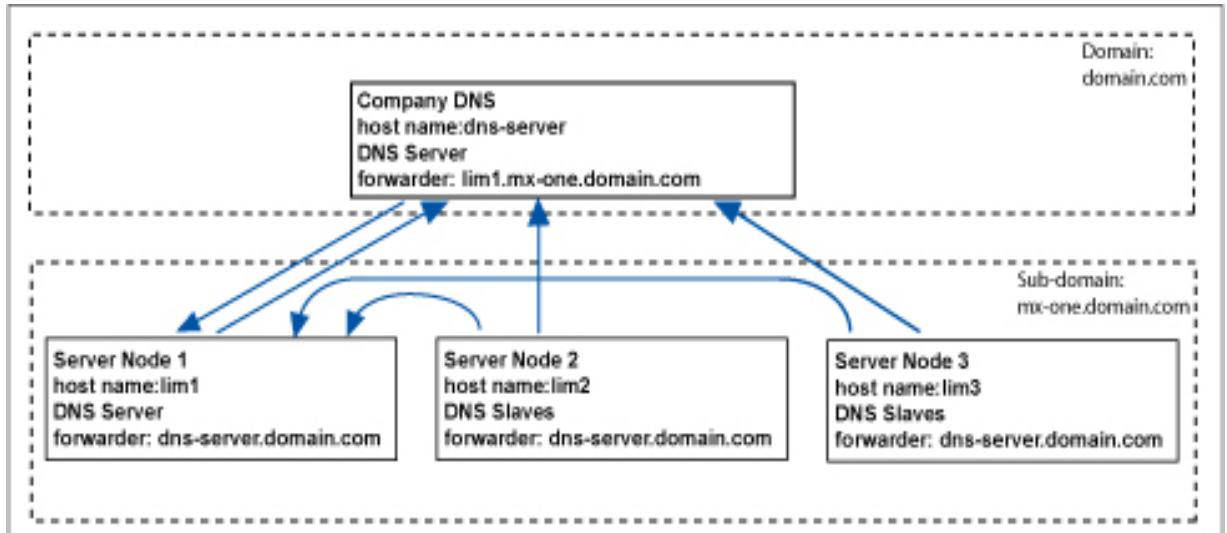 Domain:
domain.com
Company DNS
host name:dns-server
DNS Server
forwarder: lim1.mx-one.domain.com
Sub-domain:
mx-one.domain.com
Server Node 1
host name:lim1
DNS Server
forwarder: dns-server.domain.com
Server Node 2
host name:lim2
DNS Slaves
forwarder: dns-server.domain.com
Server Node 3
host name:lim3
DNS Slaves
forwarder: dns-server.domain.com